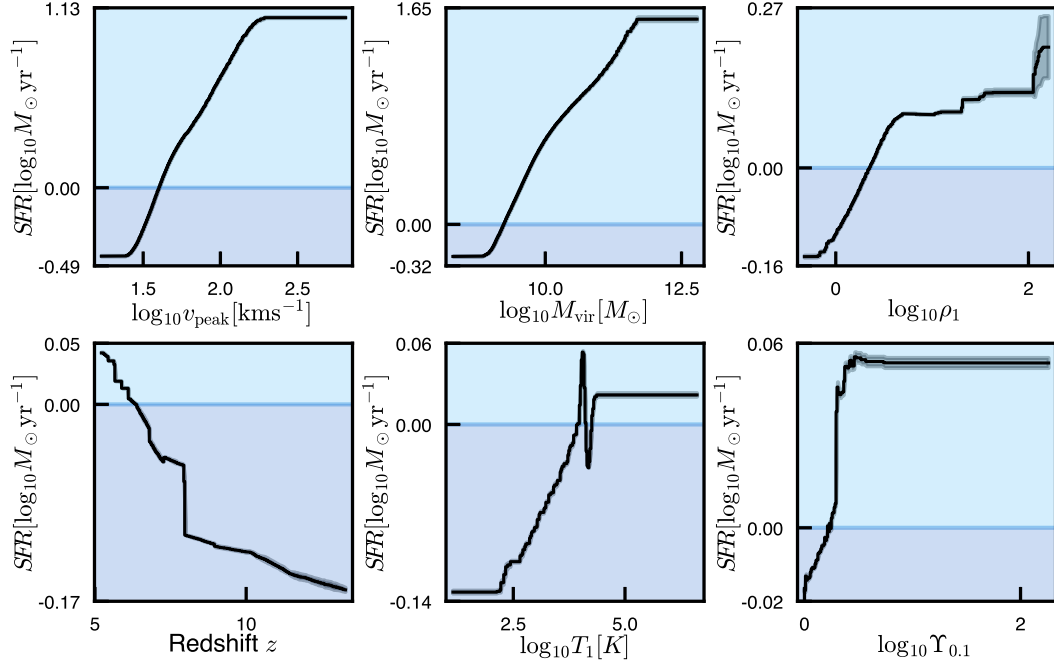 1.13
0.00
-0.49
SFR[log₁₀M⊙yr⁻¹]
1.5 2.0 2.5
log₁₀v_peak[kms⁻¹]
1.65
0.00
-0.32
SFR[log₁₀M⊙yr⁻¹]
10.0 12.5
log₁₀M_vir[M⊙]
0.27
0.00
-0.16
SFR[log₁₀M⊙yr⁻¹]
0 2
log₁₀ρ₁
0.05
0.00
-0.17
SFR[log₁₀M⊙yr⁻¹]
5 10
Redshift z
0.06
0.00
-0.14
SFR[log₁₀M⊙yr⁻¹]
2.5 5.0
log₁₀T₁[K]
0.06
0.00
-0.02
SFR[log₁₀M⊙yr⁻¹]
0 2
log₁₀Υ₀.₁